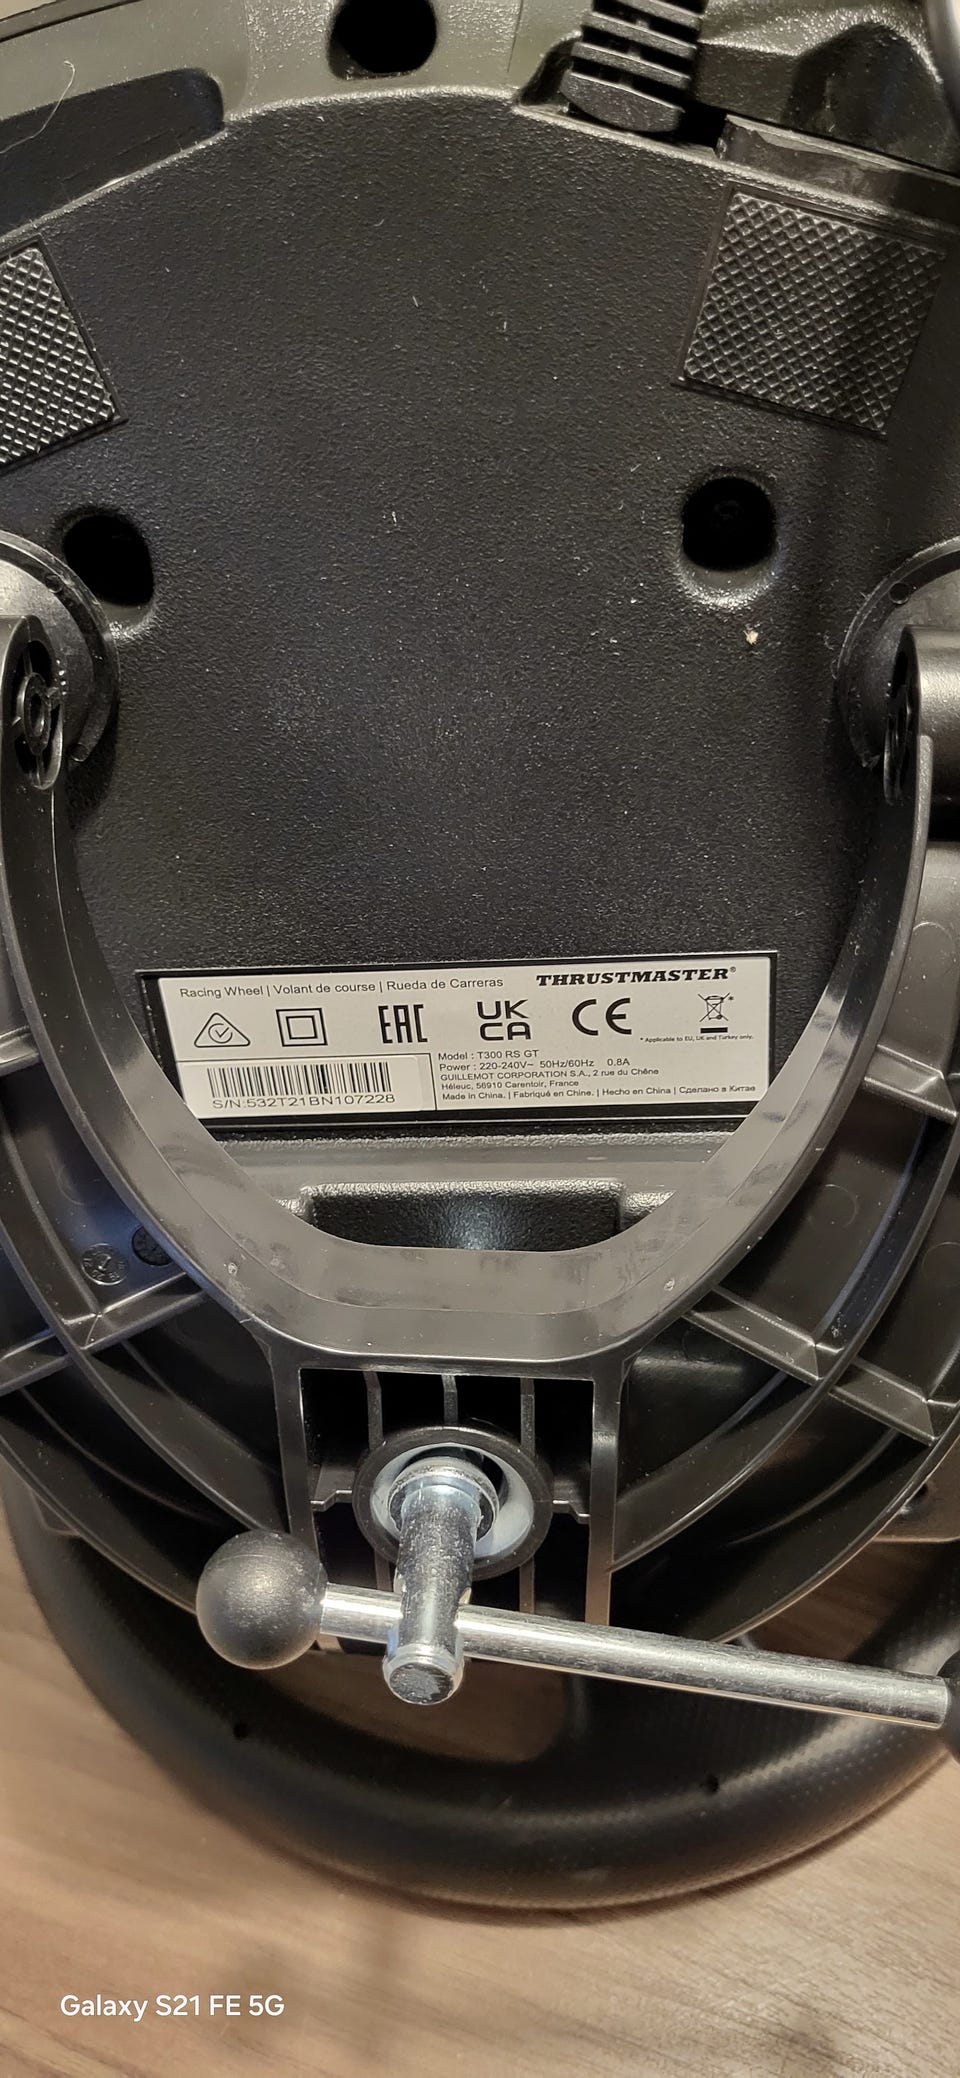 Racing Wheel | Volant de course | Rueda de Carreras
THRUSTMASTER®
EAC
UK
CA
CE
* Applicable to EU, UK and Turkey only.
Model : T300 RS GT
Power : 220-240V~ 50Hz/60Hz 0.8A
GUILLEMOT CORPORATION S.A., 2 rue du Chêne
Héleuc, 56910 Carentoir, France
Made in China. | Fabriqué en Chine. | Hecho en China | Сделано в Китае
S/N:532T21BN107228
Galaxy S21 FE 5G